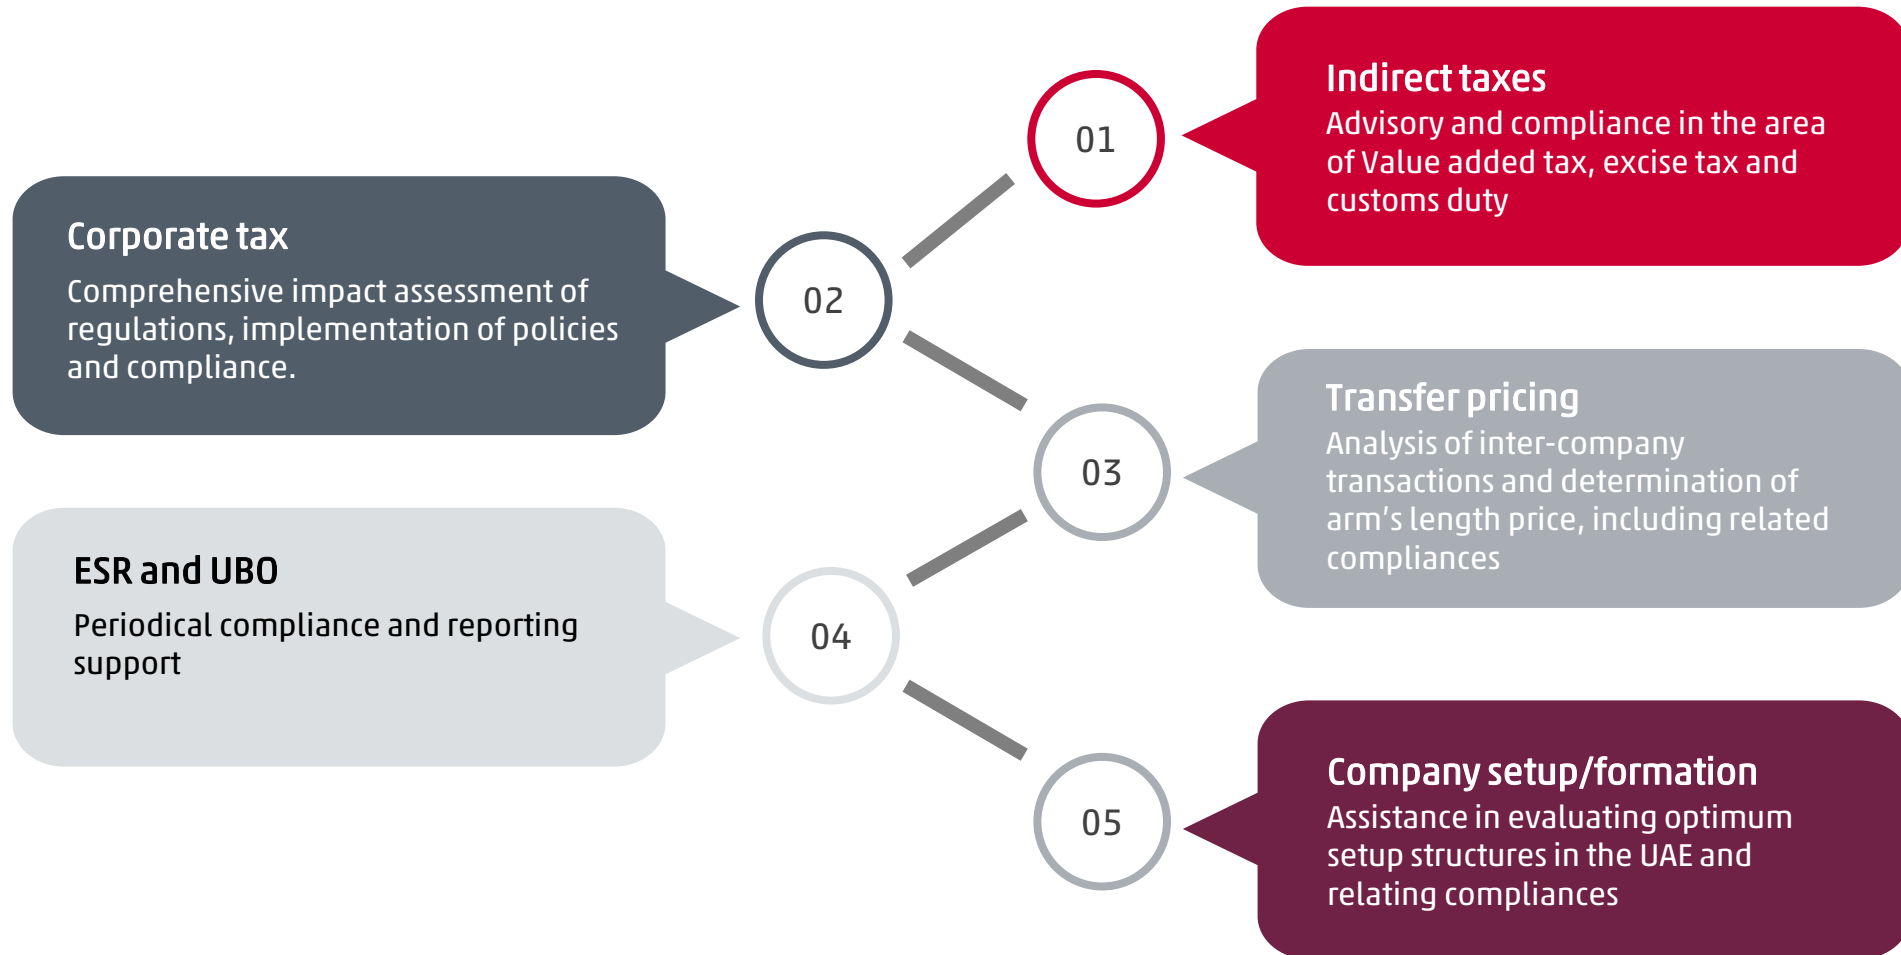 01
Indirect taxes
Advisory and compliance in the area
of Value added tax, excise tax and
customs duty
02
Corporate tax
Comprehensive impact assessment of
regulations, implementation of policies
and compliance.
03
Transfer pricing
Analysis of inter-company
transactions and determination of
arm’s length price, including related
compliances
04
ESR and UBO
Periodical compliance and reporting
support
05
Company setup/formation
Assistance in evaluating optimum
setup structures in the UAE and
relating compliances